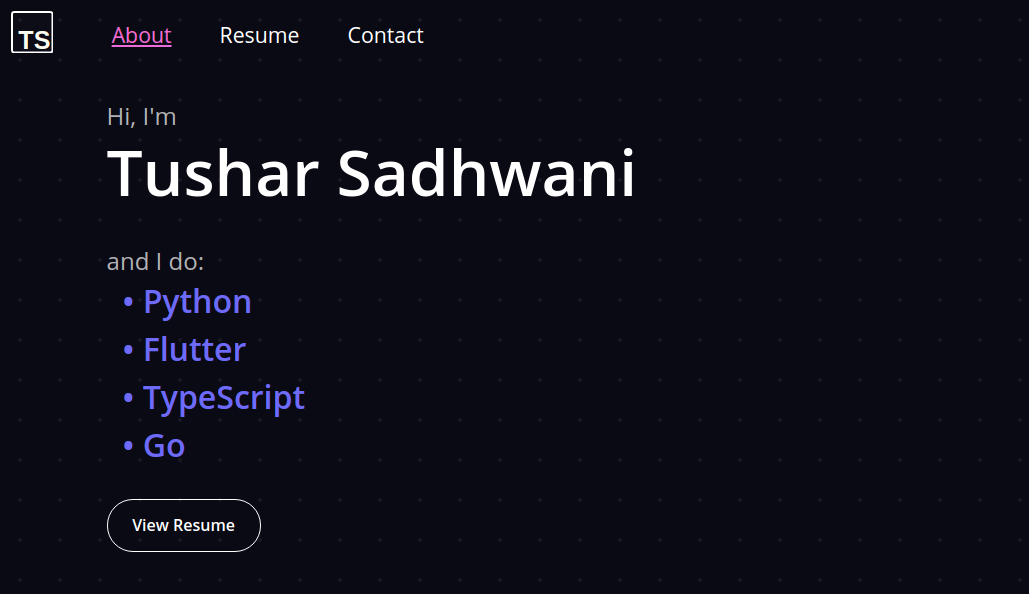 TS
About Resume Contact
Hi, I'm
Tushar Sadhwani
and I do:
• Python
• Flutter
• TypeScript
• Go
View Resume